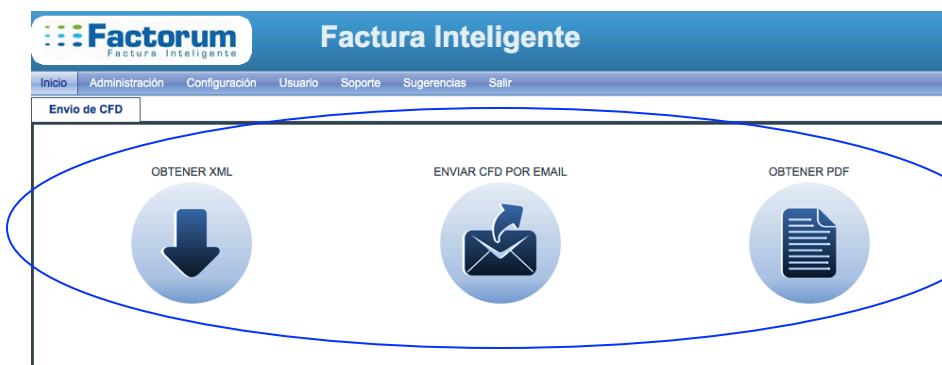 Factorum
Factura Inteligente
Factura Inteligente
Inicio Administración Configuración Usuario Soporte Sugerencias Salir
Envio de CFD
OBTENER XML ENVIAR CFD POR EMAIL OBTENER PDF